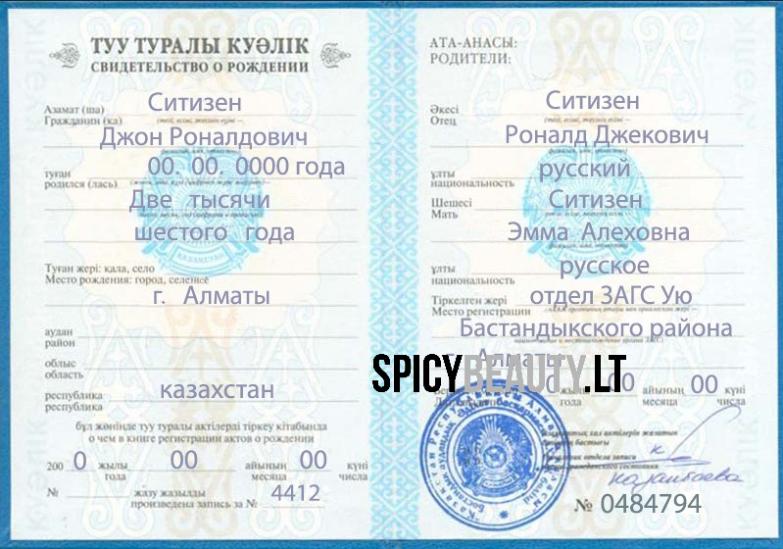 ТУУ ТУРАЛЫ КУӘЛІК
СВИДЕТЕЛЬСТВО О РОЖДЕНИИ
Азамат (ша)
Гражданин (ка)
Ситизен
Джон Роналдович
туған
родился (лась)
00. 00. 0000 года
Две тысячи
шестого года
Туған жері: қала, село
Место рождения: город, селение
г. Алматы
аудан
район
облыс
область
республика
республика
казахстан
бұл жөнінде туу туралы актілерді тіркеу кітабында
о чем в книге регистрации актов о рождении
200 0 жылы 00 айының 00 күні
года месяца числа
№ жазу жазылды
произведена запись за № 4412
АТА-АНАСЫ:
РОДИТЕЛИ:
Әкесі
Отец
Ситизен
Роналд Джекович
ұлты
национальность
русский
Шешесі
Мать
Ситизен
Эмма Алеховна
ұлты
национальность
русское
Тіркелген жері
Место регистрации
отдел ЗАГС Ую
Бастандыкского района
г. Алматы
SPICYBEAUTY.LT
жылы 00 айының 00 күні
года месяца числа
№ 0484794